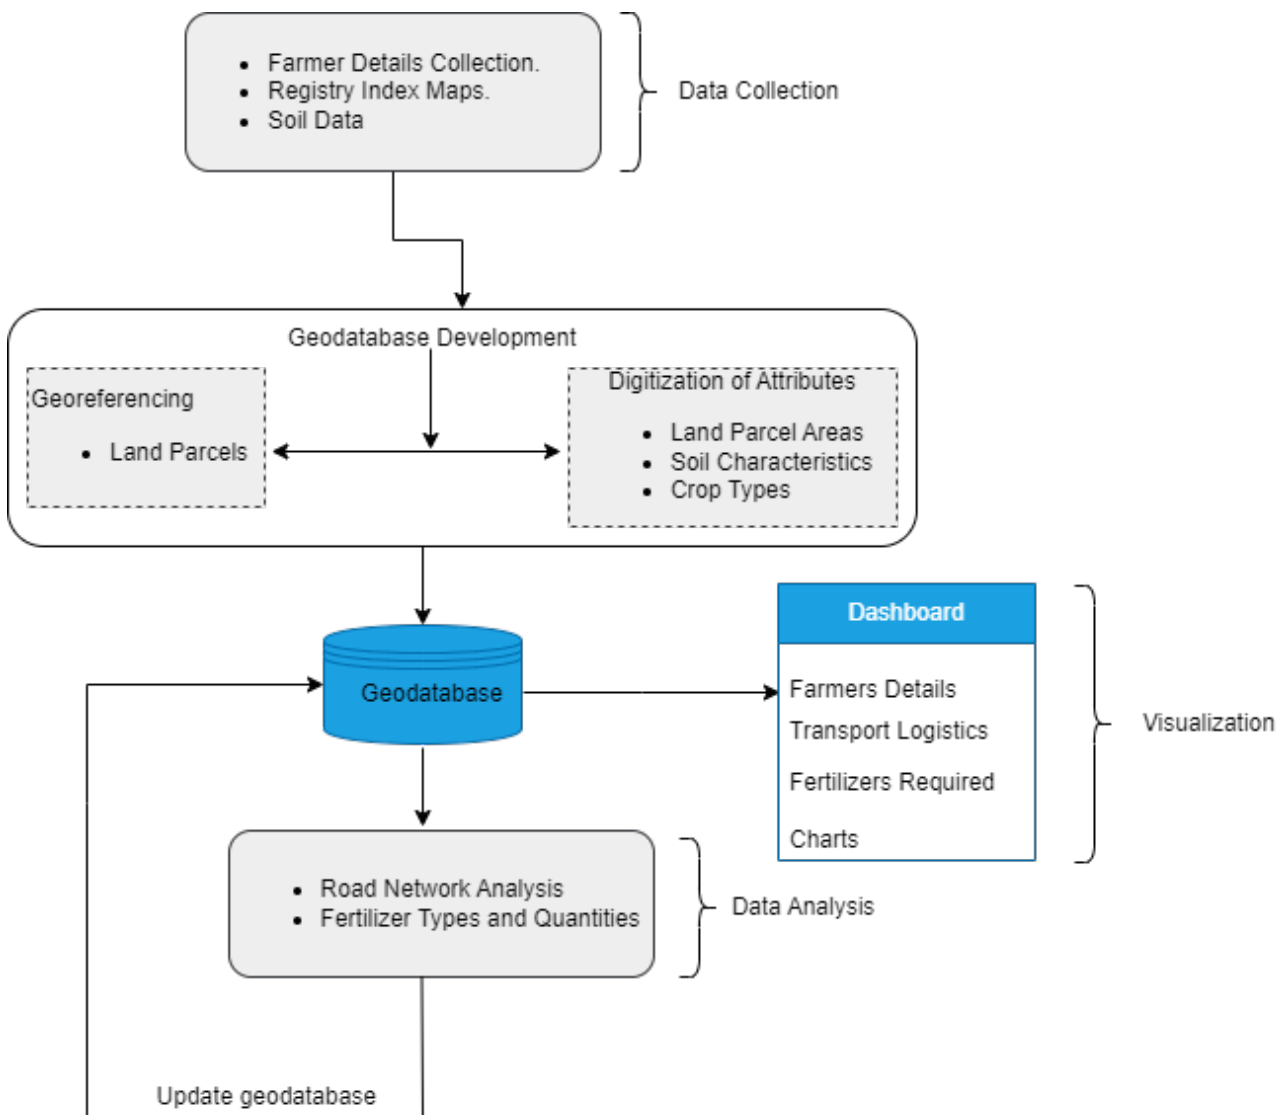 Farmer Details Collection.
Registry Index Maps.
Soil Data
Data Collection
Geodatabase Development
Georeferencing
Land Parcels
Digitization of Attributes
Land Parcel Areas
Soil Characteristics
Crop Types
Geodatabase
Dashboard
Farmers Details
Transport Logistics
Fertilizers Required
Charts
Visualization
Road Network Analysis
Fertilizer Types and Quantities
Data Analysis
Update geodatabase